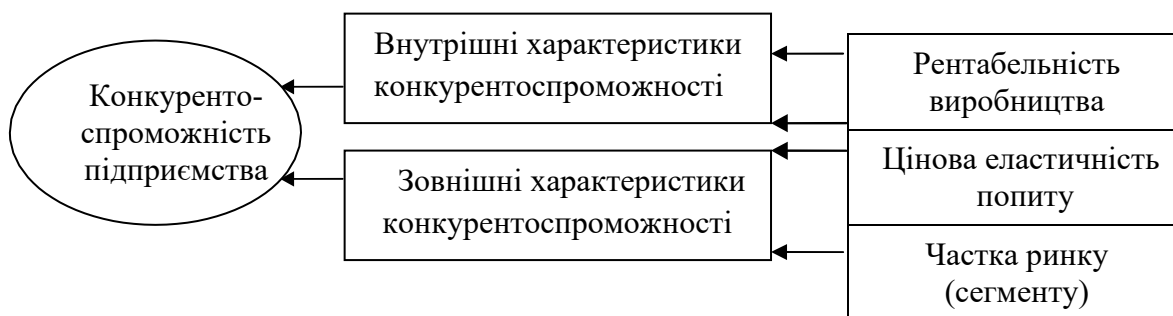 Конкуренто-
спроможність
підприємства
Внутрішні характеристики
конкурентоспроможності
Зовнішні характеристики
конкурентоспроможності
Рентабельність
виробництва
Цінова еластичність
попиту
Частка ринку
(сегменту)